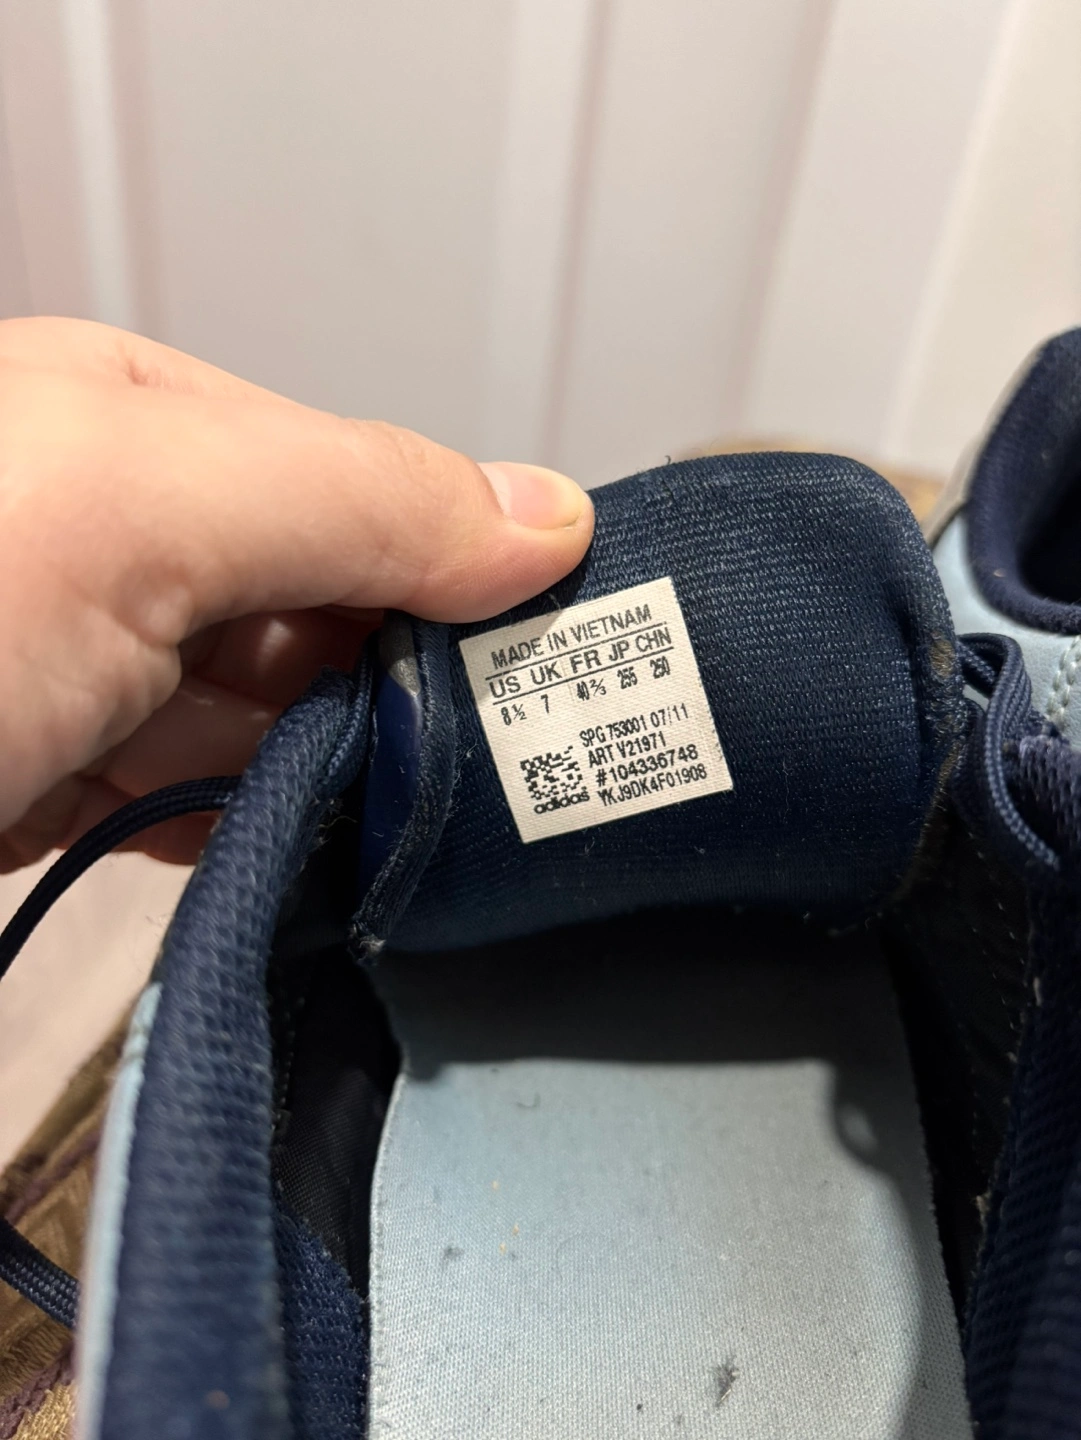 MADE IN VIETNAM
US UK FR JP CHN
8½ 7 40⅔ 255 250
SPG 753001 07/11
ART V21971
#104336748
YKJ9DK4F01908
adidas